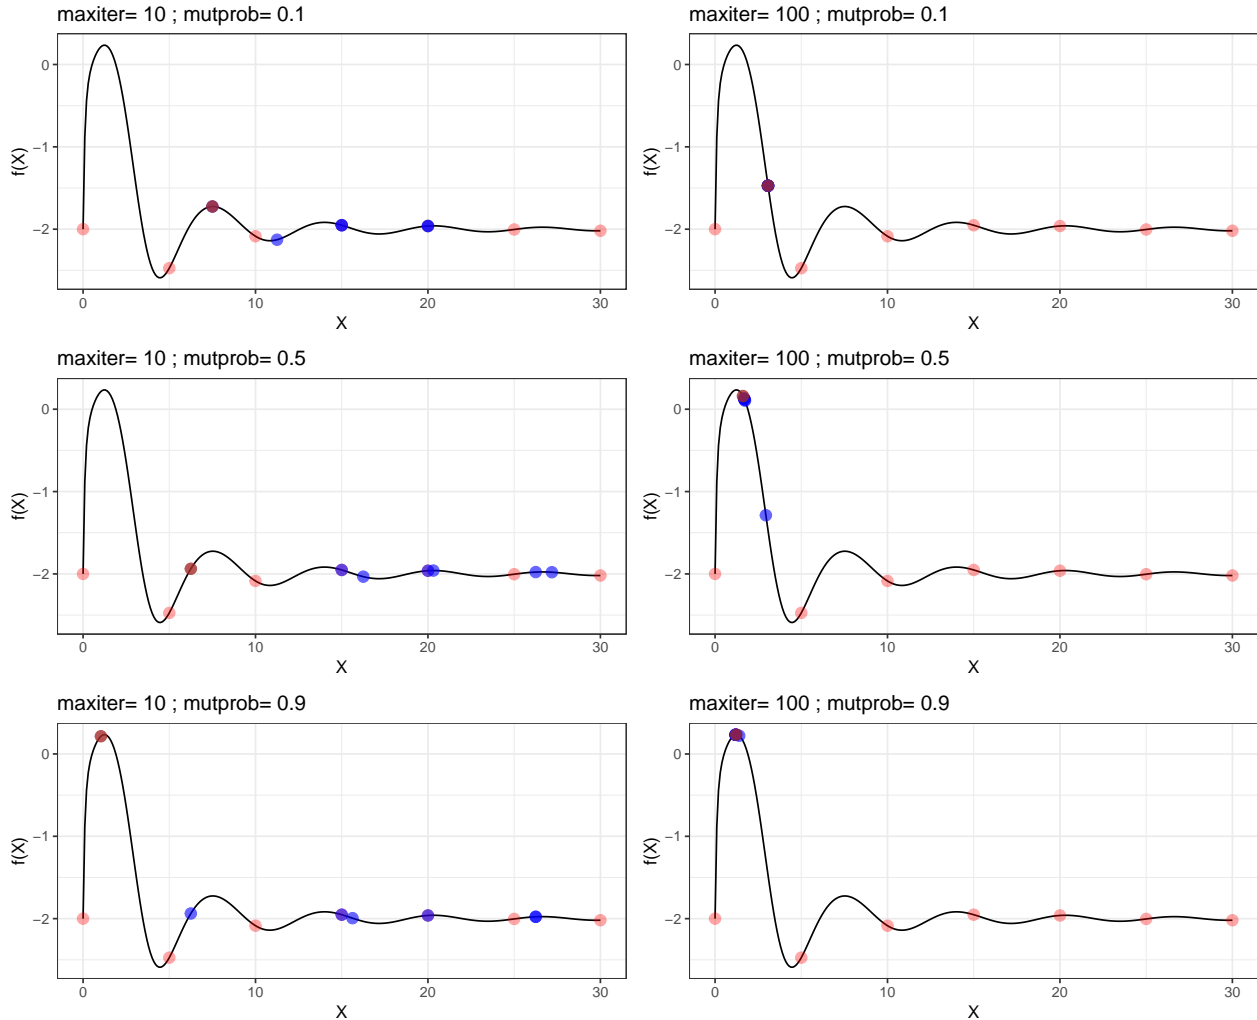 maxiter= 10 ; mutprob= 0.1
f(X)
0
−1
−2
0 10 20 30
X
maxiter= 100 ; mutprob= 0.1
f(X)
0
−1
−2
0 10 20 30
X
maxiter= 10 ; mutprob= 0.5
f(X)
0
−1
−2
0 10 20 30
X
maxiter= 100 ; mutprob= 0.5
f(X)
0
−1
−2
0 10 20 30
X
maxiter= 10 ; mutprob= 0.9
f(X)
0
−1
−2
0 10 20 30
X
maxiter= 100 ; mutprob= 0.9
f(X)
0
−1
−2
0 10 20 30
X